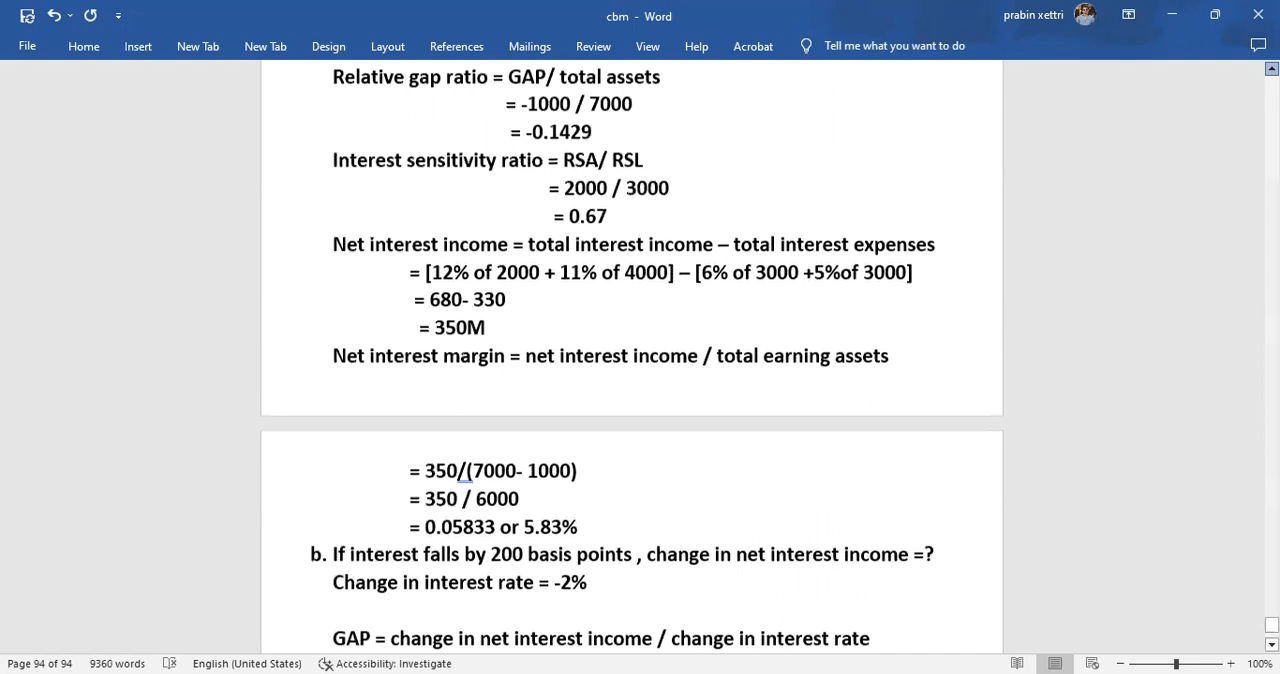 cbm - Word
prabin xettri
File Home Insert New Tab New Tab Design Layout References Mailings Review View Help Acrobat Tell me what you want to do
Relative gap ratio = GAP/ total assets
= -1000 / 7000
= -0.1429
Interest sensitivity ratio = RSA/ RSL
= 2000 / 3000
= 0.67
Net interest income = total interest income – total interest expenses
= [12% of 2000 + 11% of 4000] – [6% of 3000 +5%of 3000]
= 680- 330
= 350M
Net interest margin = net interest income / total earning assets
= 350/(7000- 1000)
= 350 / 6000
= 0.05833 or 5.83%
b. If interest falls by 200 basis points , change in net interest income =?
Change in interest rate = -2%
GAP = change in net interest income / change in interest rate
Page 94 of 94 9360 words English (United States) Accessibility: Investigate 100%